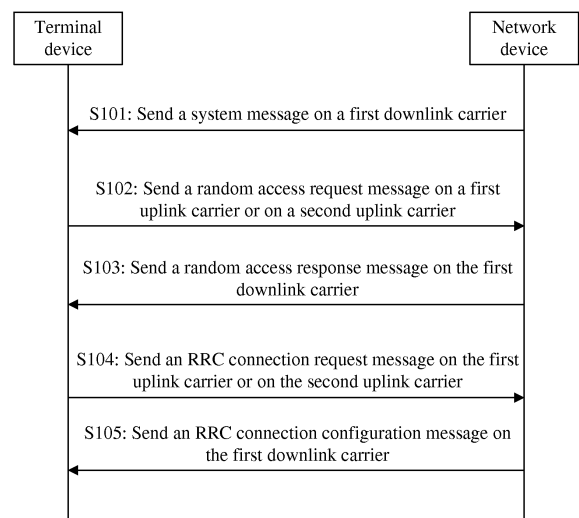 Terminal
device
Network
device
S101: Send a system message on a first downlink carrier
S102: Send a random access request message on a first
uplink carrier or on a second uplink carrier
S103: Send a random access response message on the first
downlink carrier
S104: Send an RRC connection request message on the first
uplink carrier or on the second uplink carrier
S105: Send an RRC connection configuration message on
the first downlink carrier